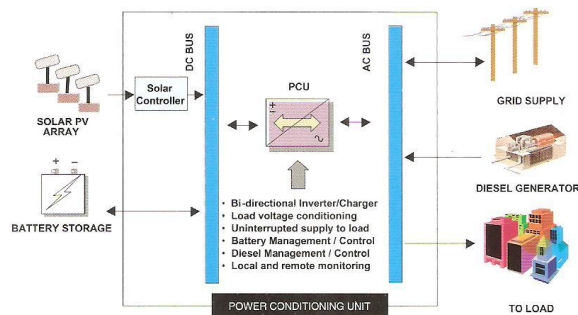 SOLAR PV
ARRAY
BATTERY STORAGE
Solar
Controller
DC BUS
PCU
AC BUS
• Bi-directional Inverter/Charger
• Load voltage conditioning
• Uninterrupted supply to load
• Battery Management / Control
• Diesel Management / Control
• Local and remote monitoring
POWER CONDITIONING UNIT
GRID SUPPLY
DIESEL GENERATOR
TO LOAD